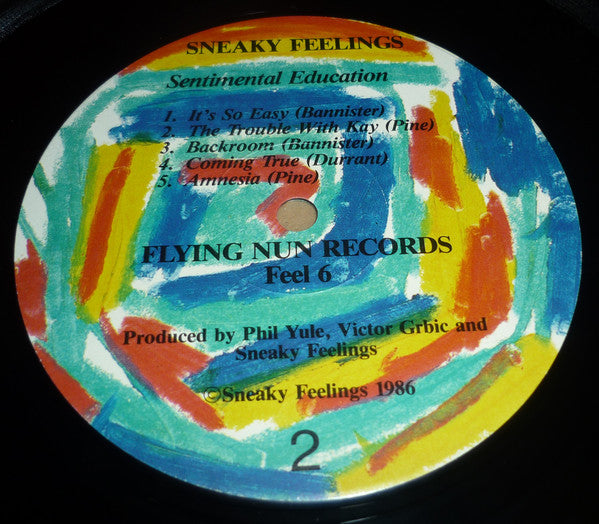 SNEAKY FEELINGS
Sentimental Education
1. It's So Easy (Bannister)
2. The Trouble With Kay (Pine)
3. Backroom (Bannister)
4. Coming True (Durrant)
5. Amnesia (Pine)
FLYING NUN RECORDS
Feel 6
Produced by Phil Yule, Victor Grbic and
Sneaky Feelings
©Sneaky Feelings 1986
2